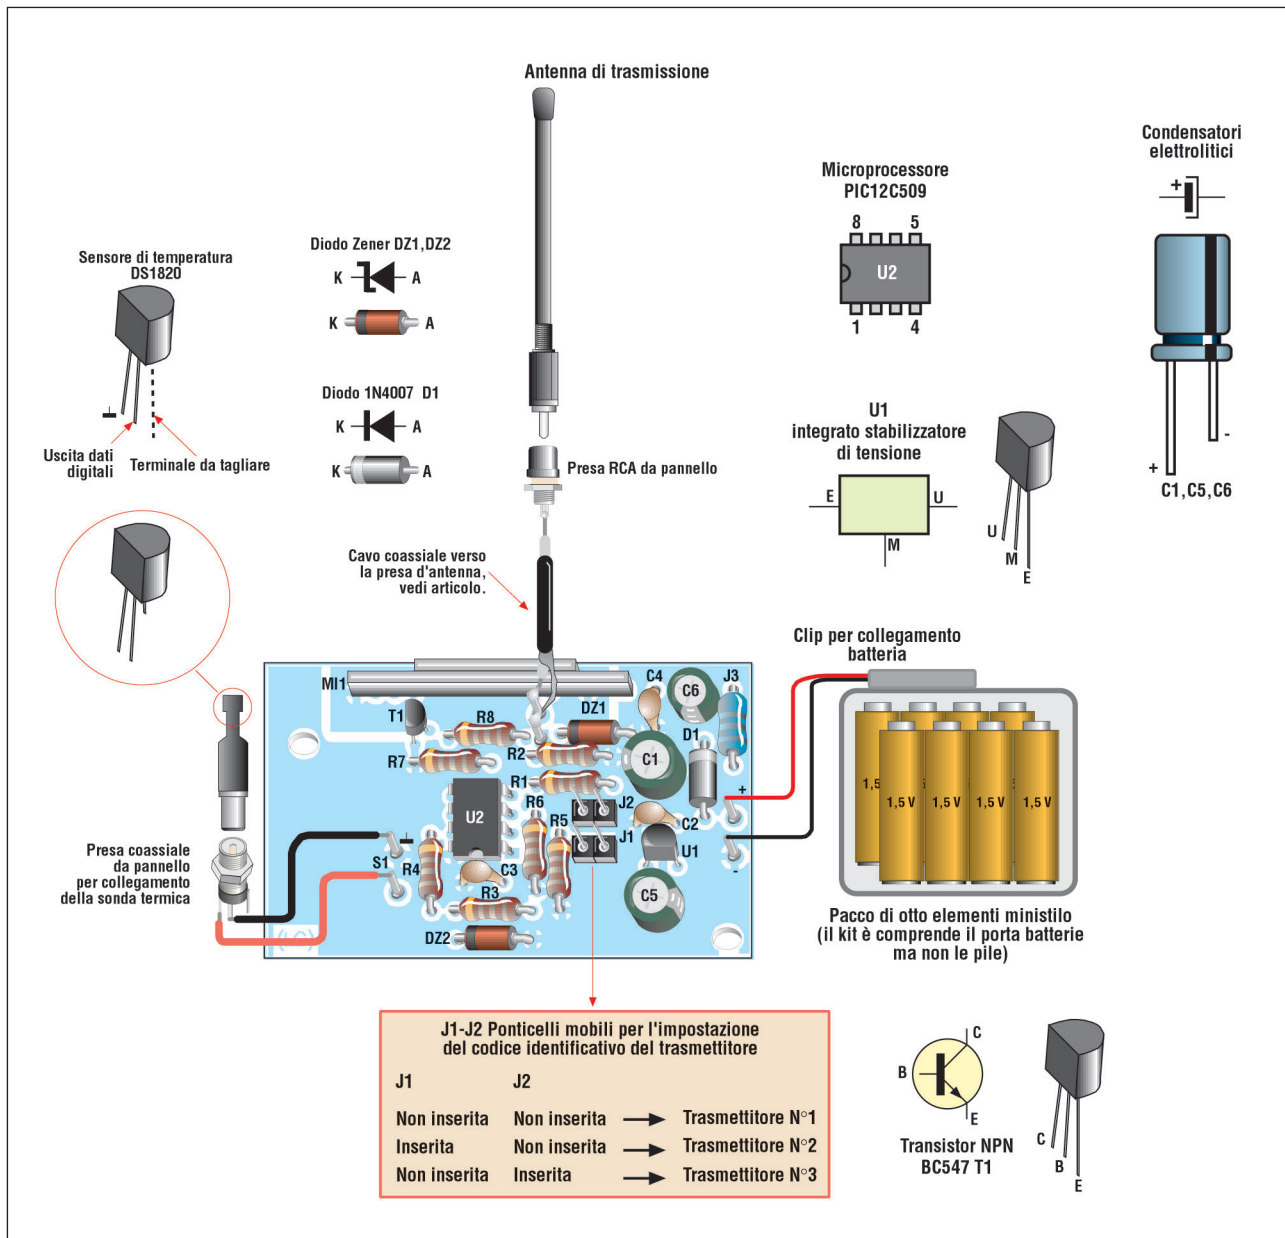 Antenna di trasmissione
Condensatori
elettrolitici
+
Microprocessore
PIC12C509
8 5
U2
1 4
Sensore di temperatura
DS1820
Uscita dati
digitali
Terminale da tagliare
Diodo Zener DZ1,DZ2
K A
K A
Diodo 1N4007 D1
K A
K A
Presa RCA da pannello
U1
integrato stabilizzatore
di tensione
E U
M
U
M
E
-
+
C1,C5,C6
Cavo coassiale verso
la presa d'antenna,
vedi articolo.
Clip per collegamento
batteria
MI1
T1
R8
DZ1
C4
C6
J3
R7
R2
C1
D1
R1
R6
J2
+
U2
R5
J1
C2
U1
S1
R4
C3
R3
C5
-
DZ2
1,5
1,5 V
1,5 V
1,5 V
1,5 V
Presa coassiale
da pannello
per collegamento
della sonda termica
Pacco di otto elementi ministilo
(il kit è comprende il porta batterie
ma non le pile)
J1-J2 Ponticelli mobili per l'impostazione
del codice identificativo del trasmettitore
J1 J2
Non inserita Non inserita Trasmettitore N°1
Inserita Non inserita Trasmettitore N°2
Non inserita Inserita Trasmettitore N°3
C
B
E
Transistor NPN
BC547 T1
C
B
E